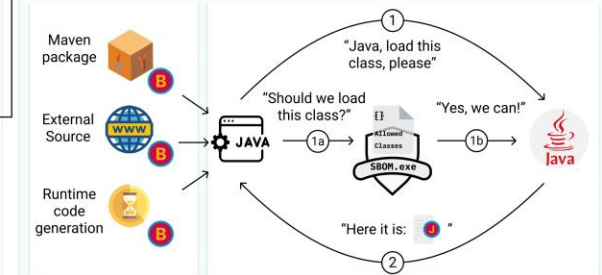 Maven
package
B
External
Source
WWW
B
Runtime
code
generation
B
JAVA
1
“Java, load this
class, please”
“Should we load
this class?”
1a
{}
Allowed
Classes
SBOM.exe
“Yes, we can!”
1b
Java
“Here it is: J ”
2